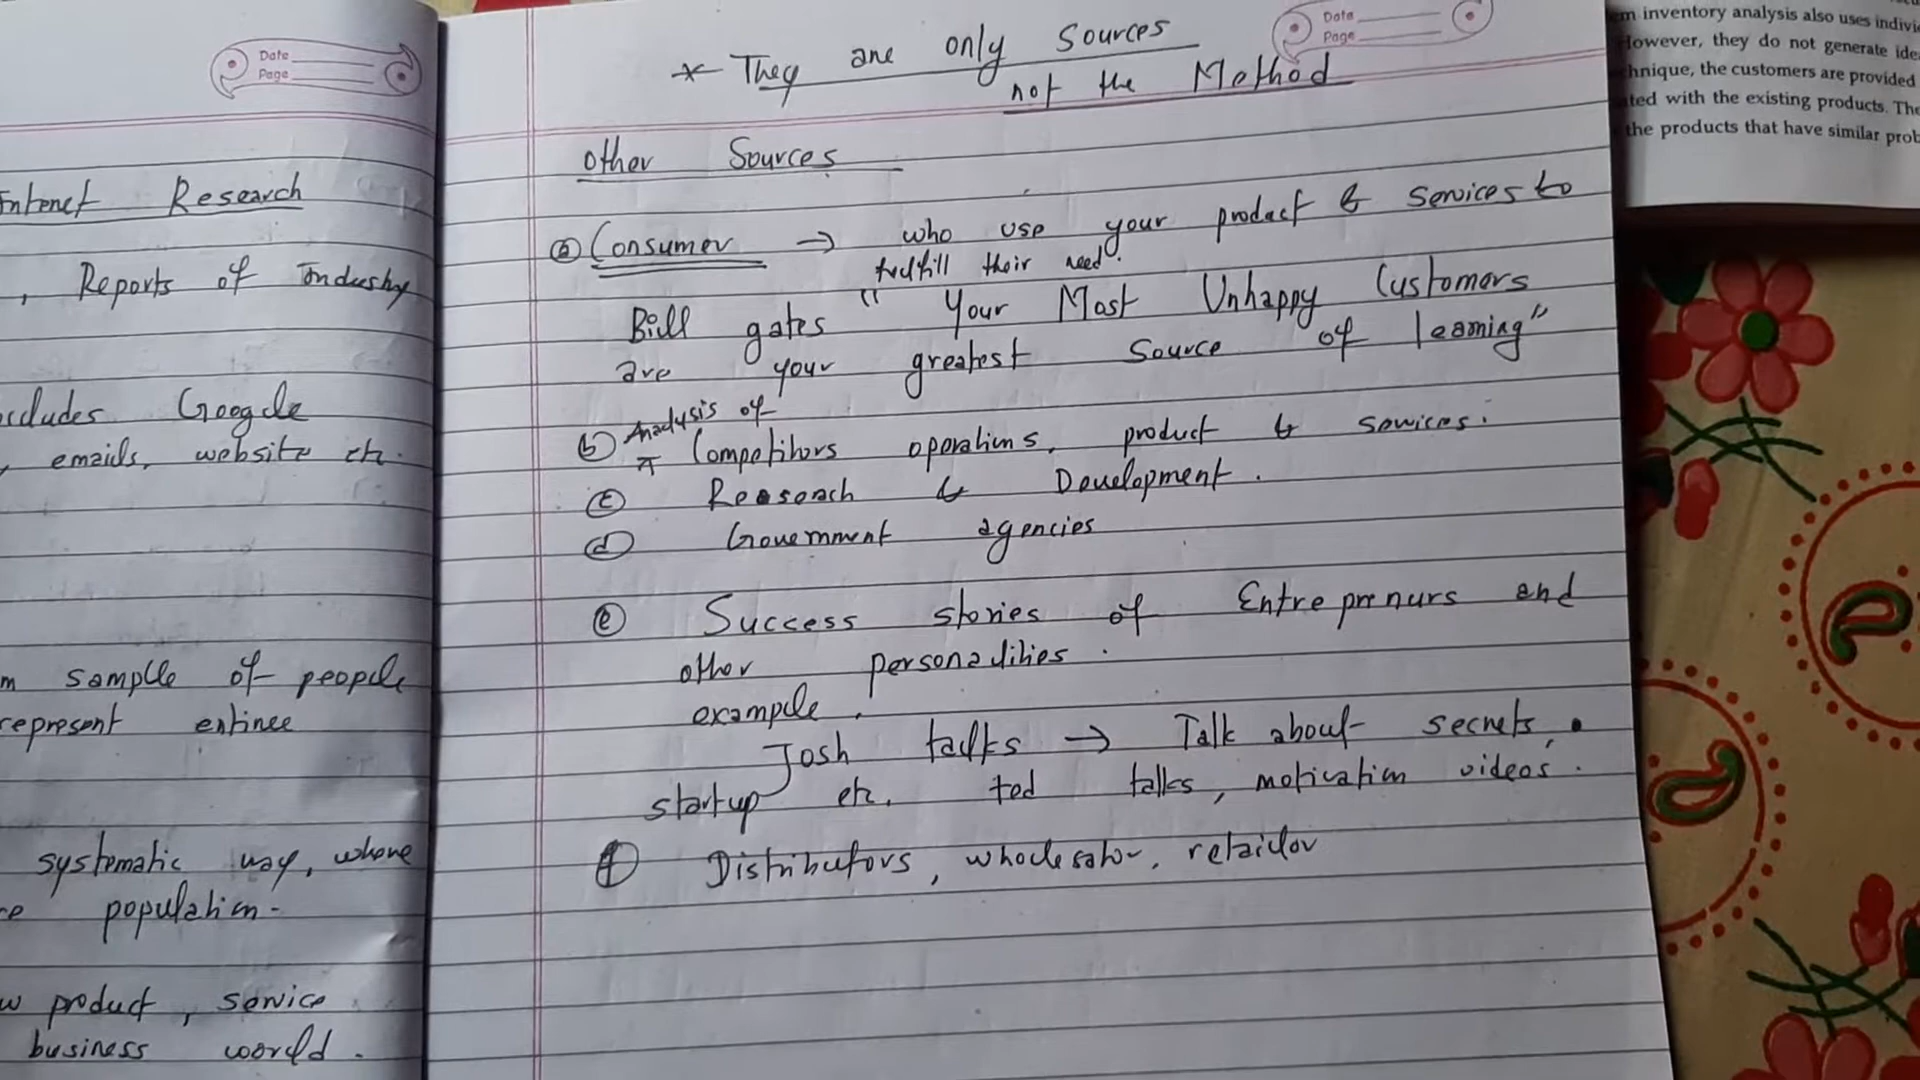 Date
Page
Intenet Research
, Reports of Industry
Google
, emails, website etc.
sample of people
represent entiree
systematic way, whore
population-
product, service
business world.
Date
Page
* They are only Sources
not the Method
other Sources
(a) Consumer → who use your product & services to
fulfill their need.
Bill gates "Your Most Unhappy Customers
are your greatest Source of learning"
(b) Analysis of
Competitors operations, product & services.
(c) Research & Development.
(d) Government agencies
(e) Success stories of Entreprenurs and
other personalities.
example.
Josh talks → Talk about secrets,
startup etc. ted talks, motivation videos.
(f) Distributors, wholesaler, retailor
m inventory analysis also uses indivi
However, they do not generate ide
hnique, the customers are provided
ted with the existing products. The
the products that have similar prob